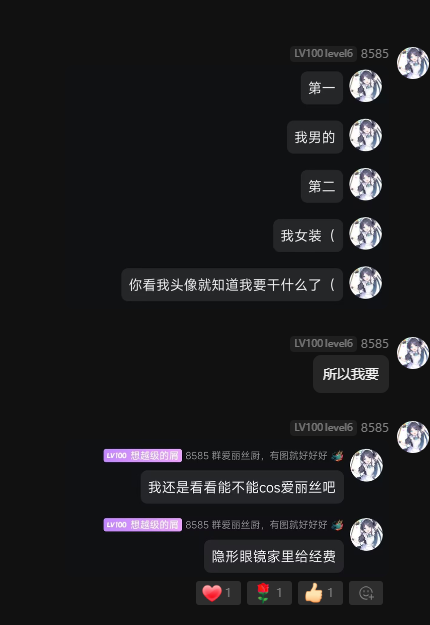 LV100 level6 8585
第一
我男的
第二
我女装（
你看我头像就知道我要干什么了（
LV100 level6 8585
所以我要
LV100 level6 8585
LV100 想越级的屑 8585 群爱丽丝厨，有图就好好好
我还是看看能不能cos爱丽丝吧
LV100 想越级的屑 8585 群爱丽丝厨，有图就好好好
隐形眼镜家里给经费
1 1 1